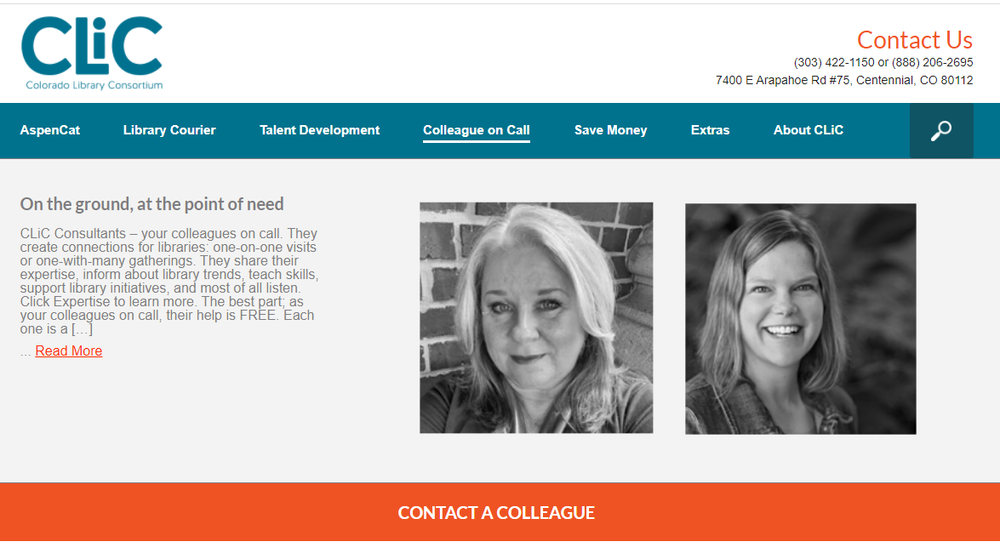 CLiC
Colorado Library Consortium
Contact Us
(303) 422-1150 or (888) 206-2695
7400 E Arapahoe Rd #75, Centennial, CO 80112
AspenCat Library Courier Talent Development Colleague on Call Save Money Extras About CLiC
On the ground, at the point of need
CLiC Consultants – your colleagues on call. They
create connections for libraries: one-on-one visits
or one-with-many gatherings. They share their
expertise, inform about library trends, teach skills,
support library initiatives, and most of all listen.
Click Expertise to learn more. The best part; as
your colleagues on call, their help is FREE. Each
one is a […]
... Read More
CONTACT A COLLEAGUE